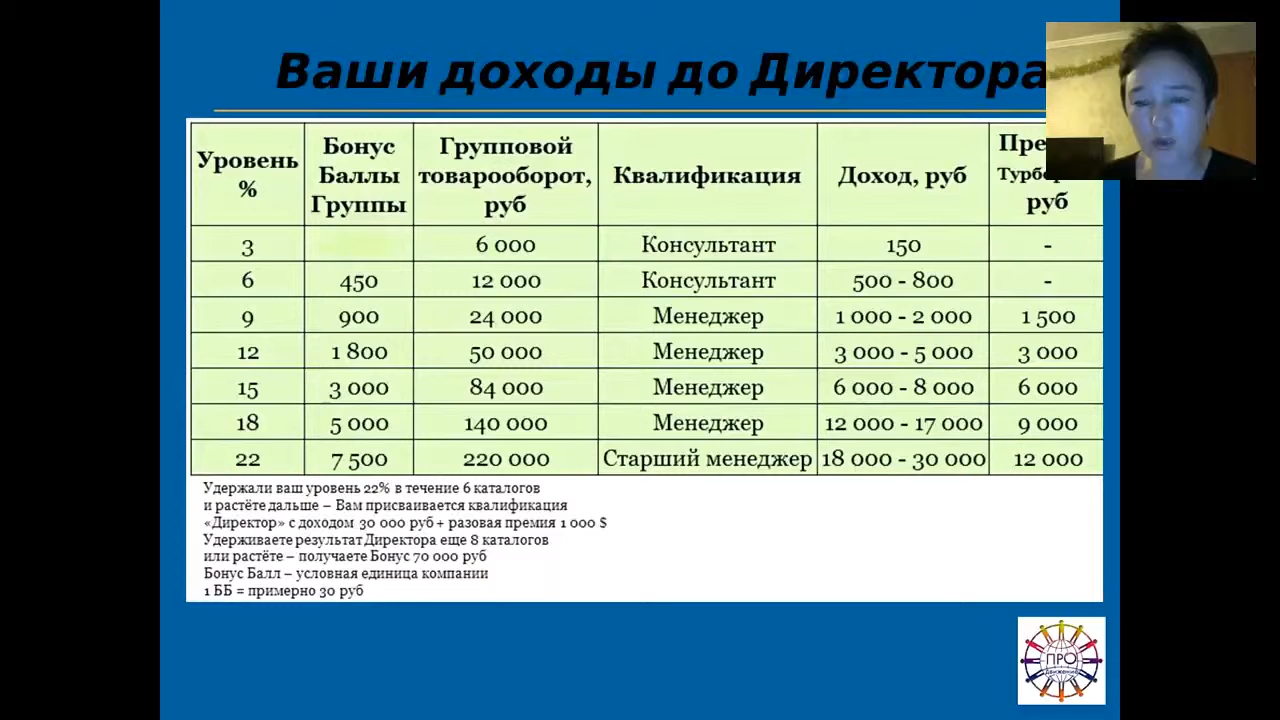 Ваши доходы до Директора
Уровень % Бонус Баллы Группы Групповой товарооборот, руб Квалификация Доход, руб руб
3 6 000 Консультант 150 -
6 450 12 000 Консультант 500 - 800 -
9 900 24 000 Менеджер 1 000 - 2 000 1 500
12 1 800 50 000 Менеджер 3 000 - 5 000 3 000
15 3 000 84 000 Менеджер 6 000 - 8 000 6 000
18 5 000 140 000 Менеджер 12 000 - 17 000 9 000
22 7 500 220 000 Старший менеджер 18 000 - 30 000 12 000
Удержали ваш уровень 22% в течение 6 каталогов
и растёте дальше – Вам присваивается квалификация
«Директор» с доходом 30 000 руб + разовая премия 1 000 $
Удерживаете результат Директора еще 8 каталогов
или растёте – получаете Бонус 70 000 руб
Бонус Балл – условная единица компании
1 ББ = примерно 30 руб
ПРО
движение